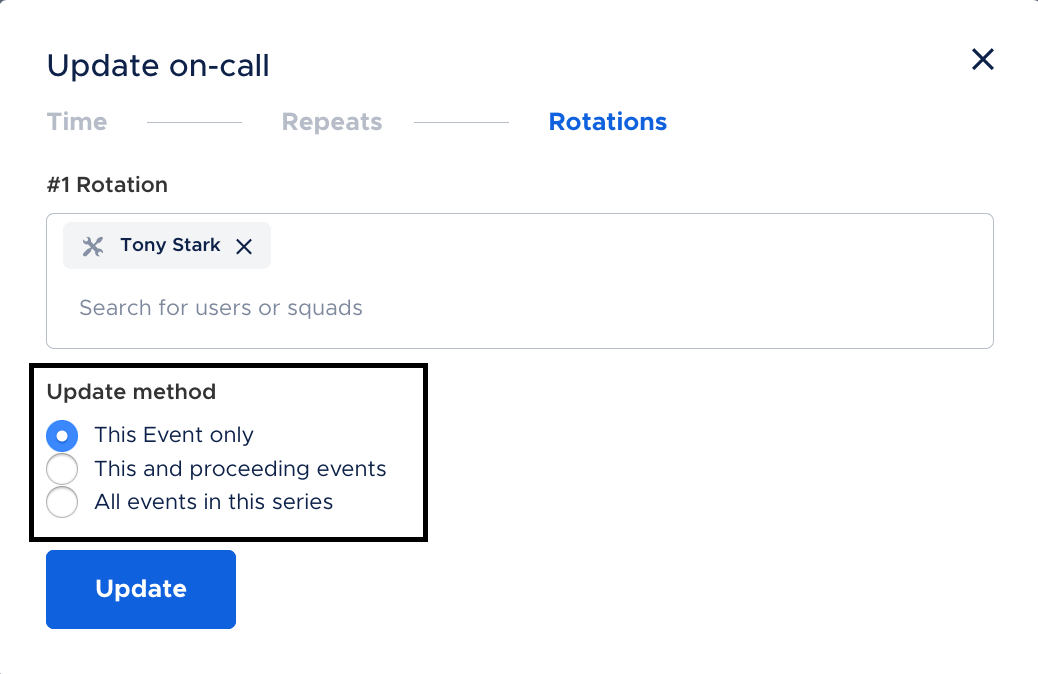 Update on-call
Time Repeats Rotations
#1 Rotation
Tony Stark
Search for users or squads
Update method
This Event only
This and proceeding events
All events in this series
Update